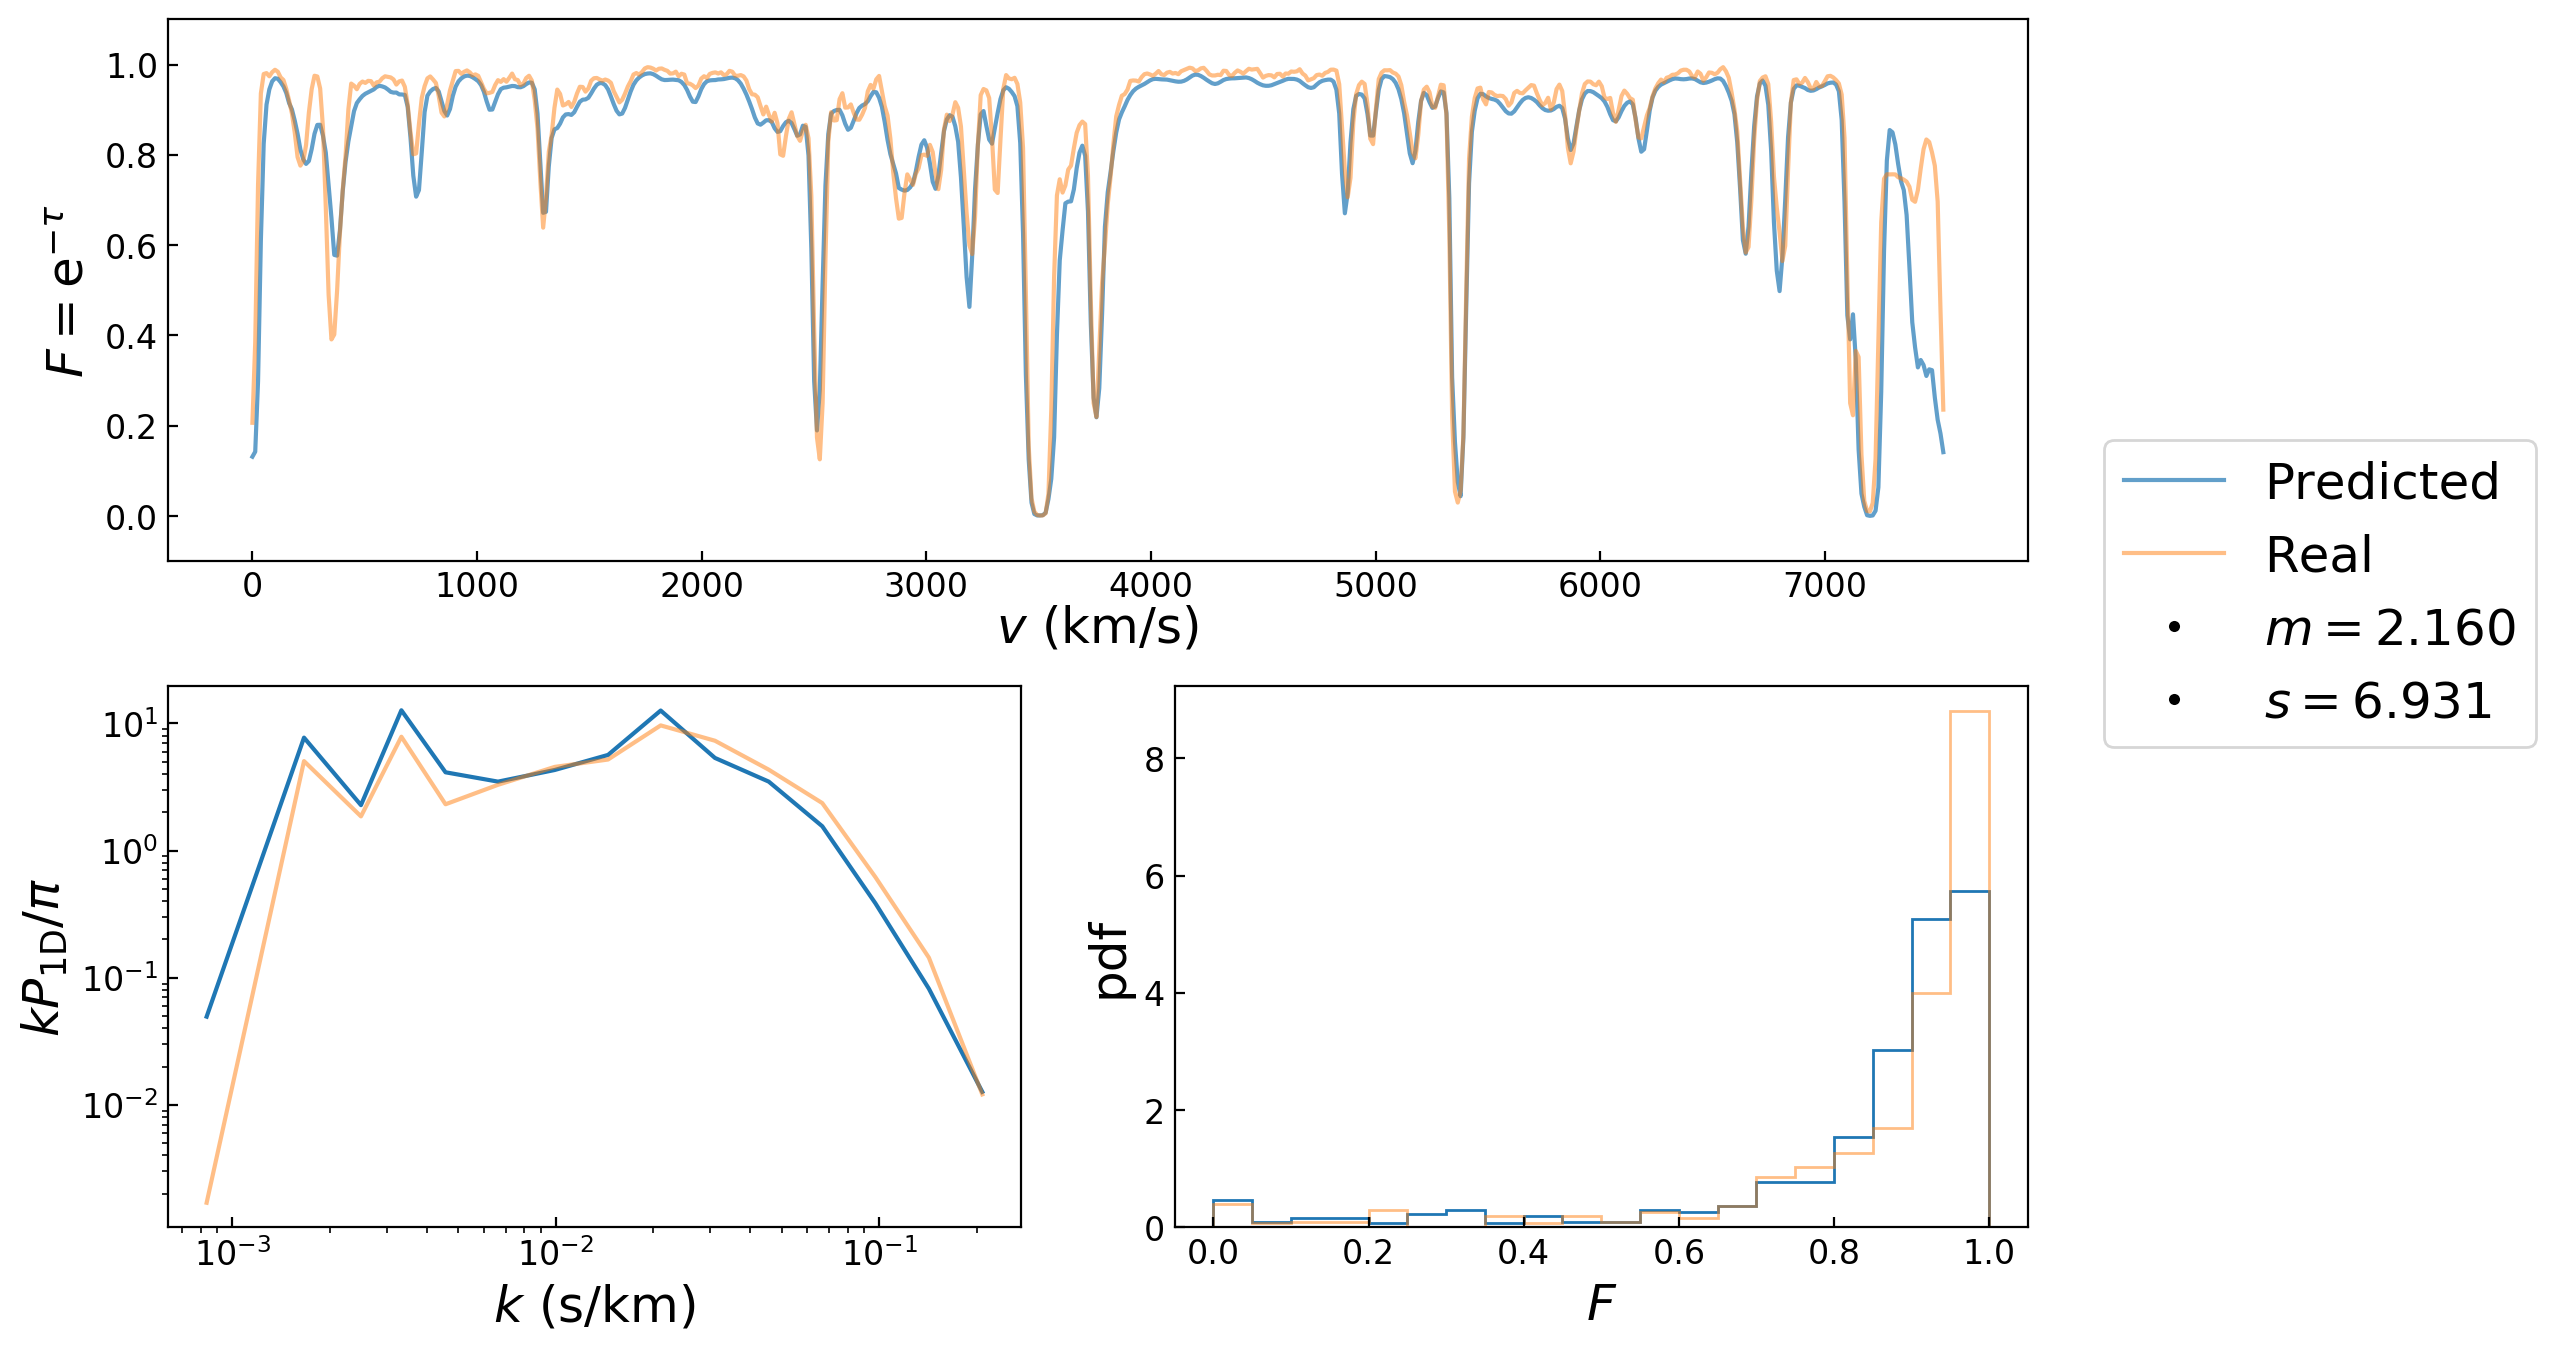 1.0
0.8
0.6
0.4
0.2
0.0
F = e^{−τ}
0 1000 2000 3000 4000 5000 6000 7000
v (km/s)
Predicted
Real
m = 2.160
s = 6.931
10^1
10^0
10^{−1}
10^{−2}
kP_{1D}/π
10^{−3} 10^{−2} 10^{−1}
k (s/km)
8
6
4
2
0
pdf
0.0 0.2 0.4 0.6 0.8 1.0
F